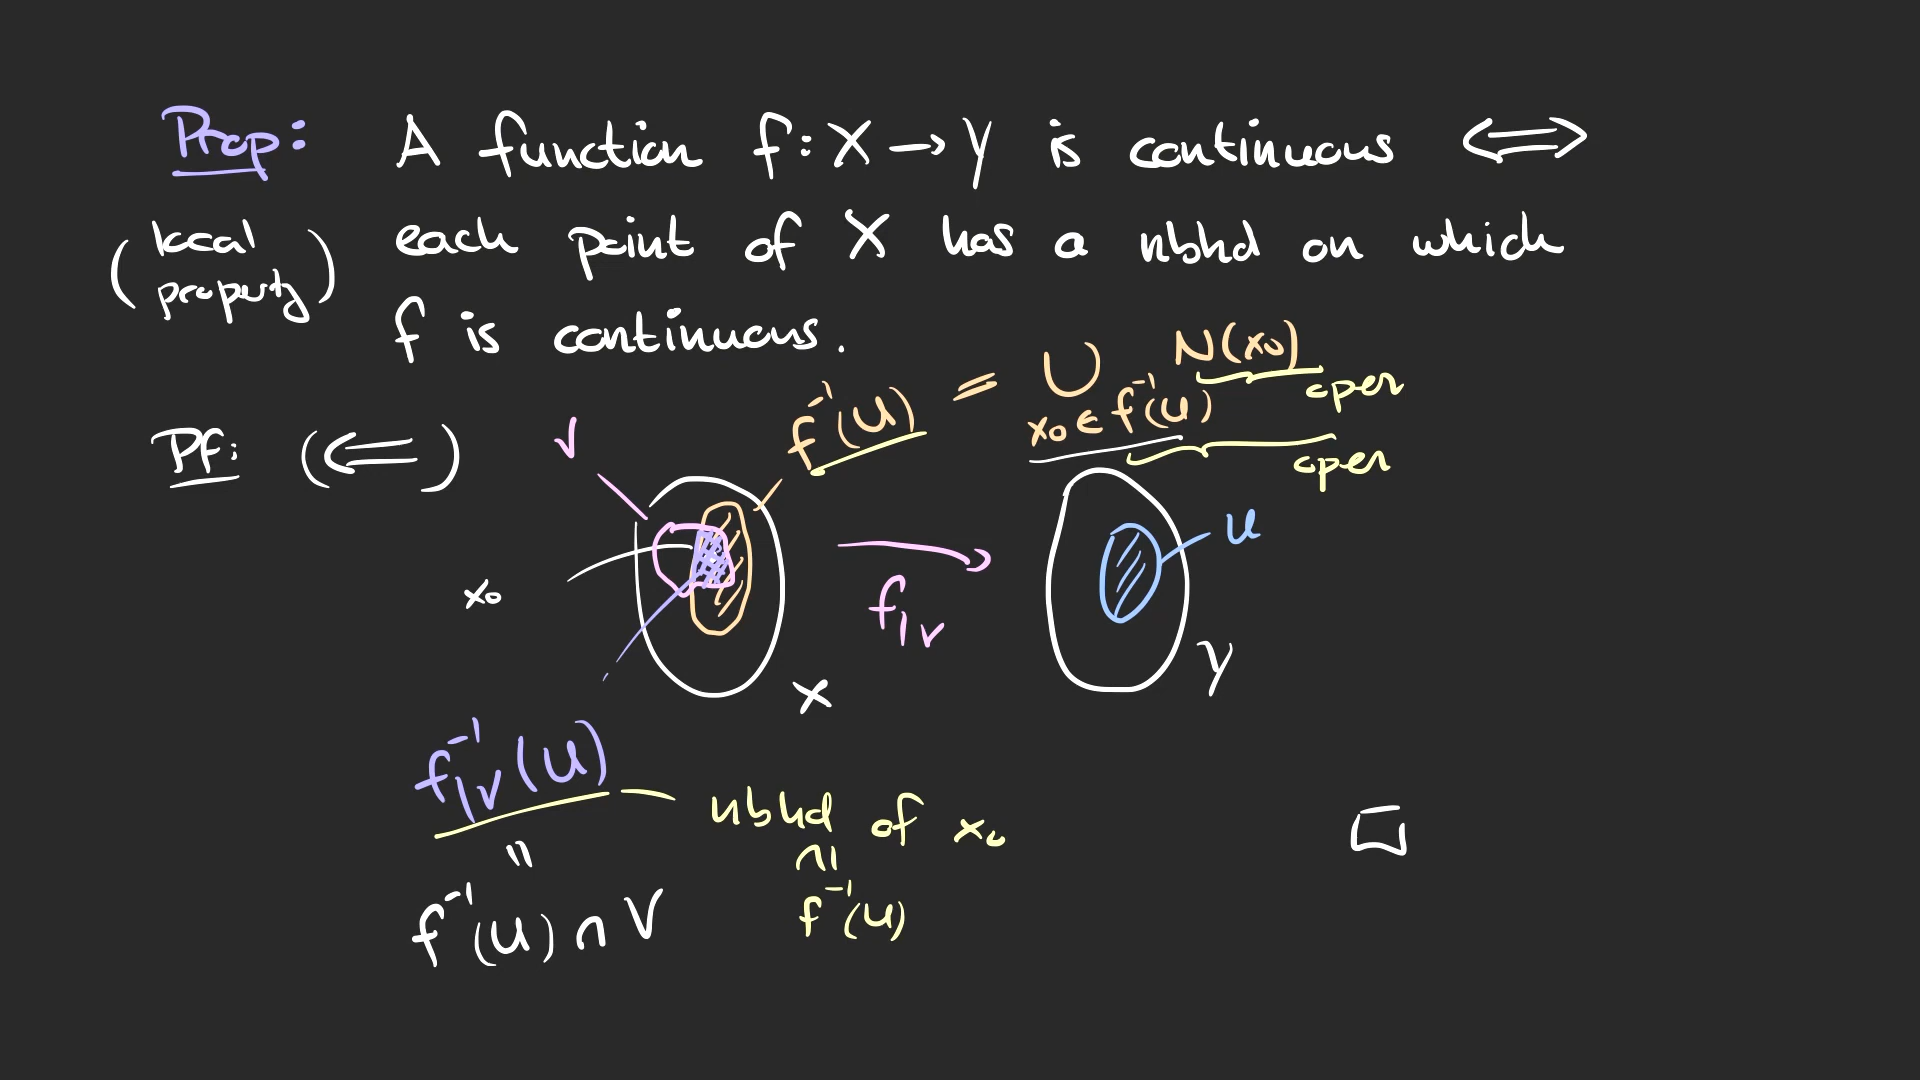 Prop: A function f: X → Y is continuous ⟺
(local property) each point of X has a nbhd on which
f is continuous.
f⁻¹(U) = ∪ N(x₀) open
x₀ ∈ f⁻¹(U) open
Pf: (⟸)
V
U
x₀
f|V
X
Y
f|V⁻¹(U)
nbhd of x₀
||
∩|
f⁻¹(U) ∩ V
f⁻¹(U)
□